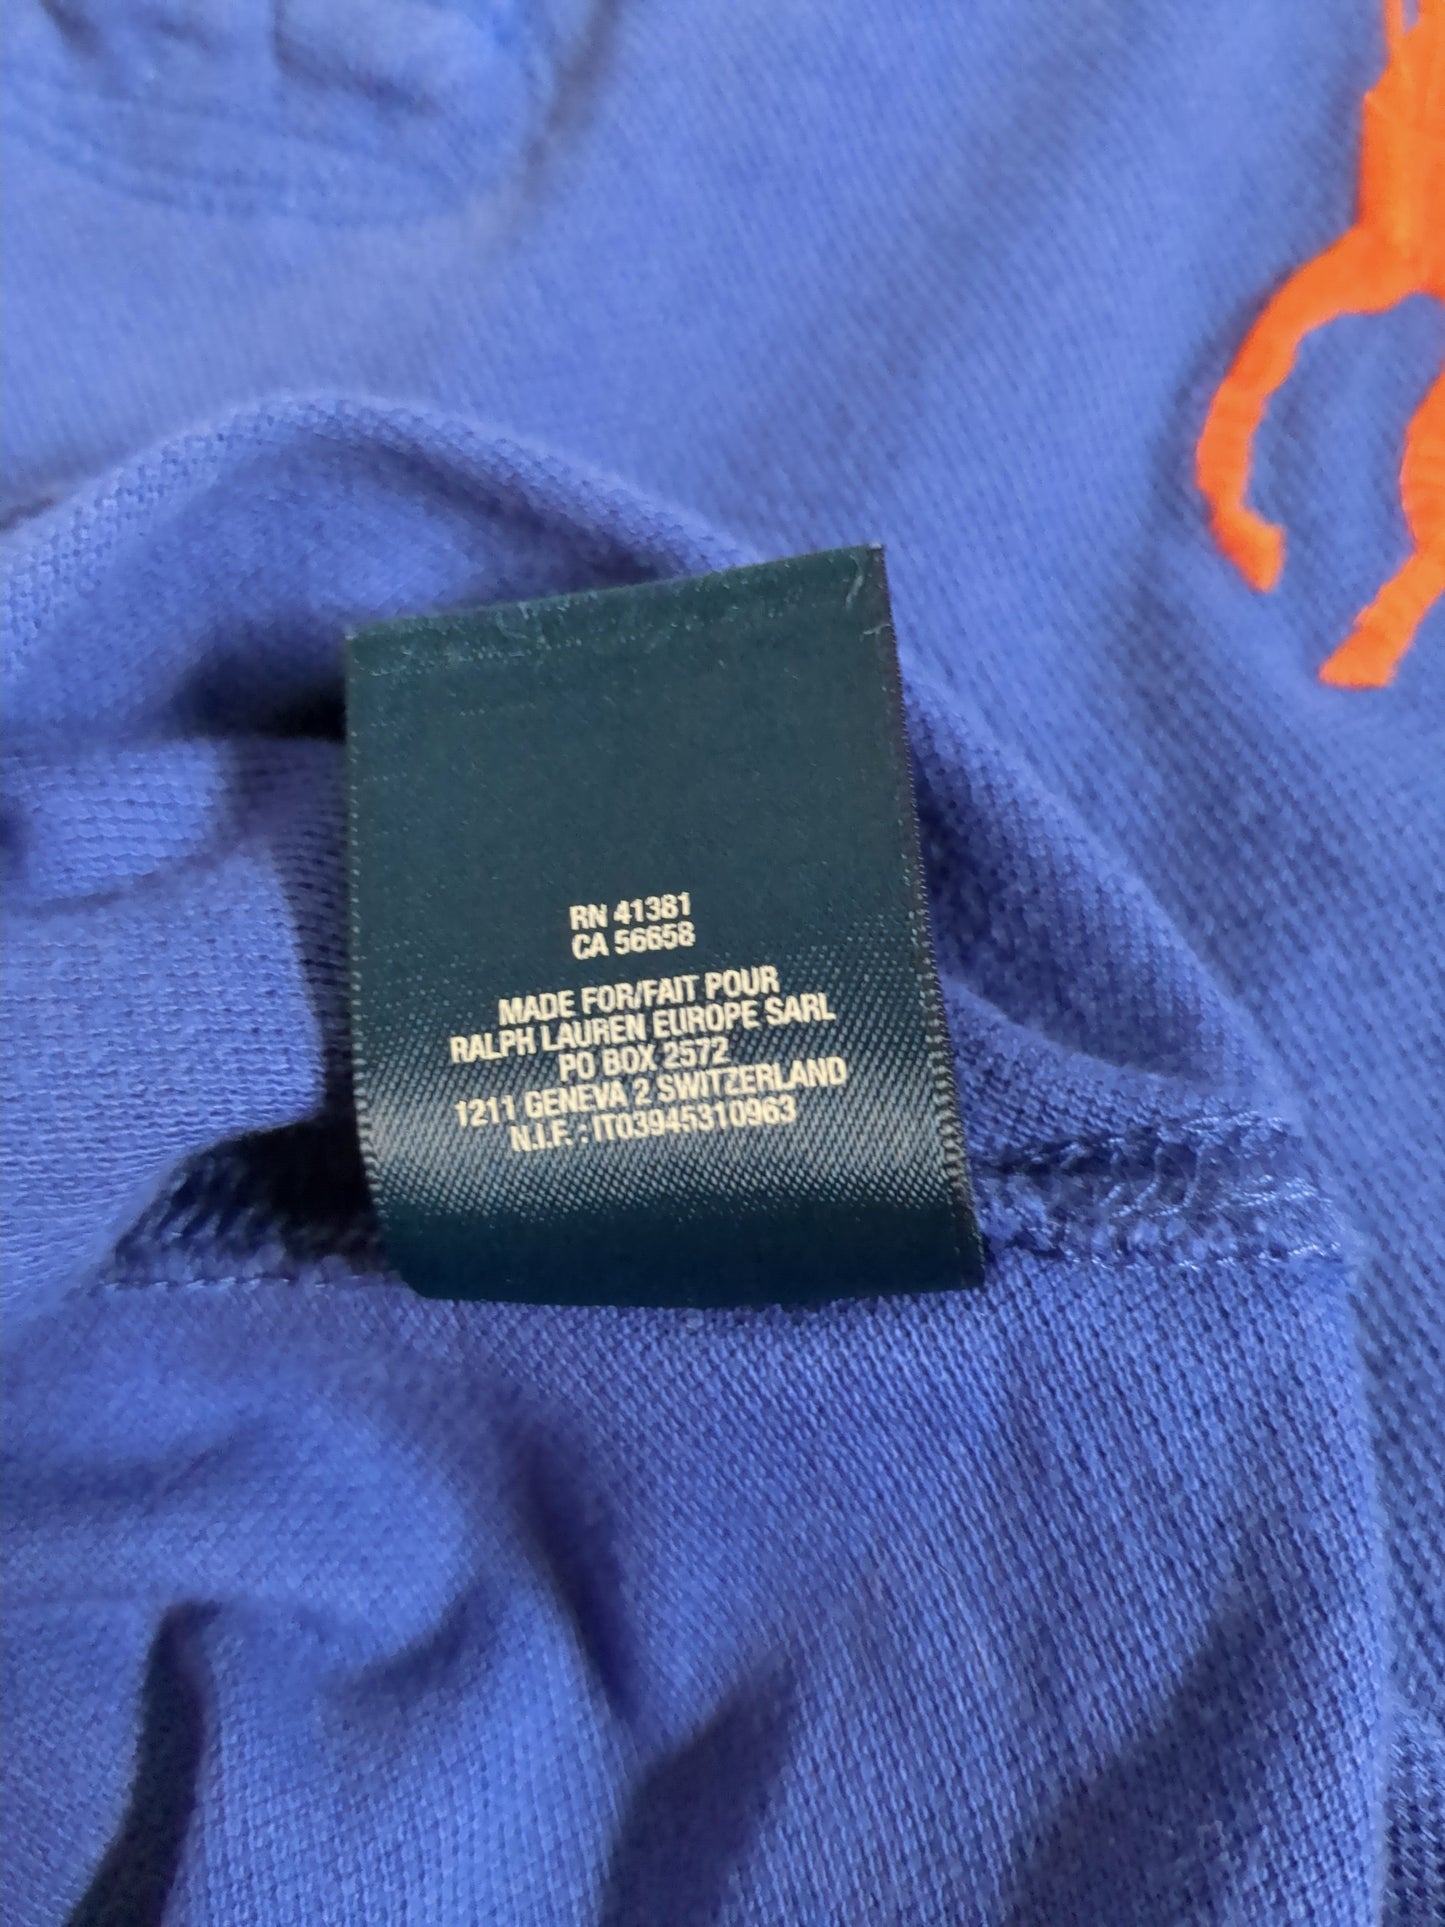 RN 41381
CA 56658
MADE FOR/FAIT POUR
RALPH LAUREN EUROPE SARL
PO BOX 2572
1211 GENEVA 2 SWITZERLAND
N.I.F. : IT03945310963